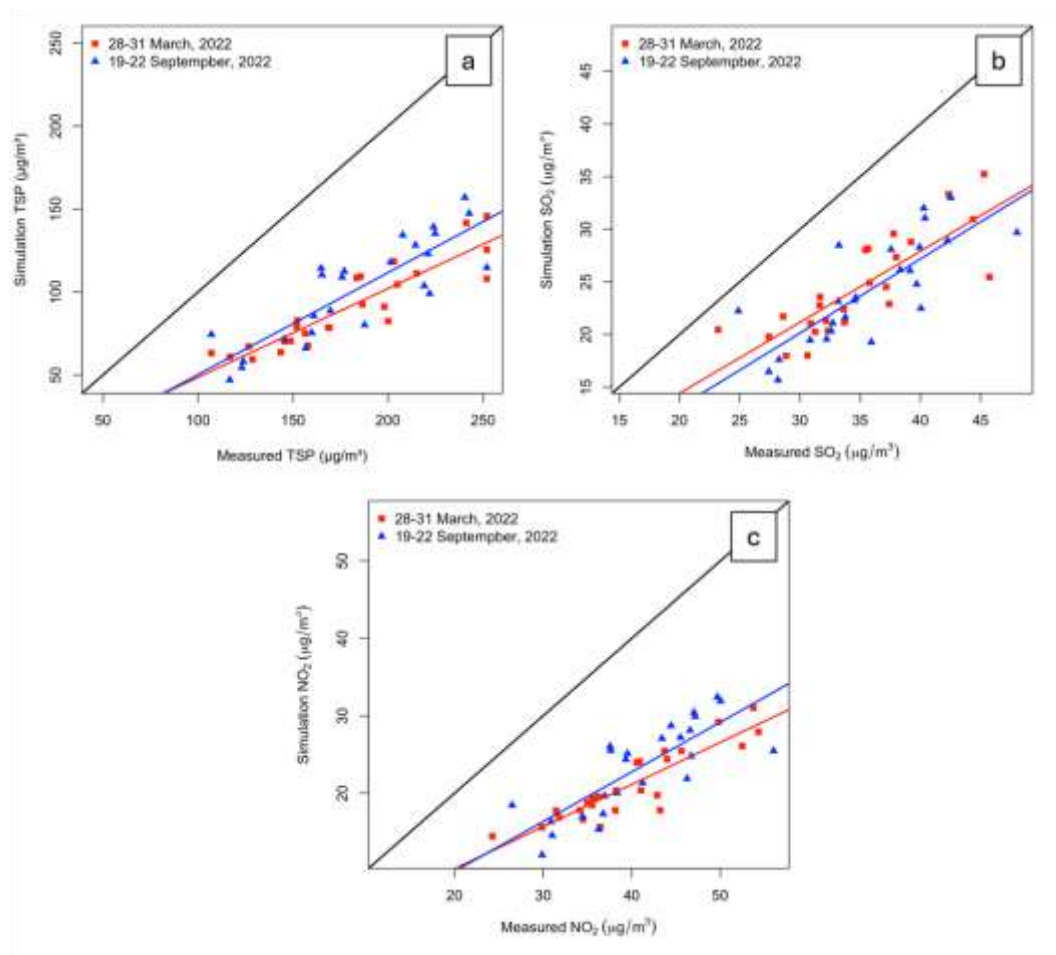 28-31 March, 2022
19-22 Septempber, 2022
a
Simulation TSP (µg/m³)
50 100 150 200 250
50 100 150 200 250
Measured TSP (µg/m³)
28-31 March, 2022
19-22 Septempber, 2022
b
Simulation SO₂ (µg/m³)
15 20 25 30 35 40 45
15 20 25 30 35 40 45
Measured SO₂ (µg/m³)
28-31 March, 2022
19-22 Septempber, 2022
c
Simulation NO₂ (µg/m³)
20 30 40 50
20 30 40 50
Measured NO₂ (µg/m³)